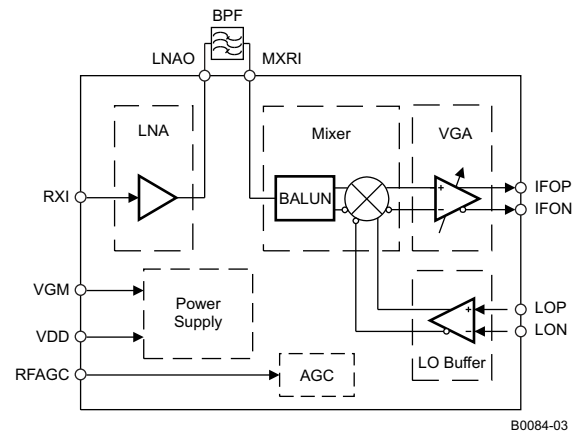 BPF
LNAO
MXRI
LNA
Mixer
VGA
RXI
BALUN
+
−
IFOP
IFON
VGM
VDD
RFAGC
Power
Supply
AGC
+
−
LO Buffer
LOP
LON
B0084-03